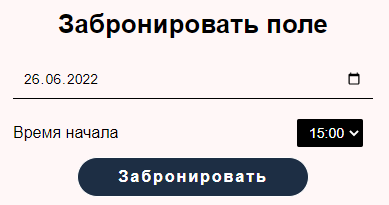 Забронировать поле
26.06.2022
Время начала 15:00
Забронировать